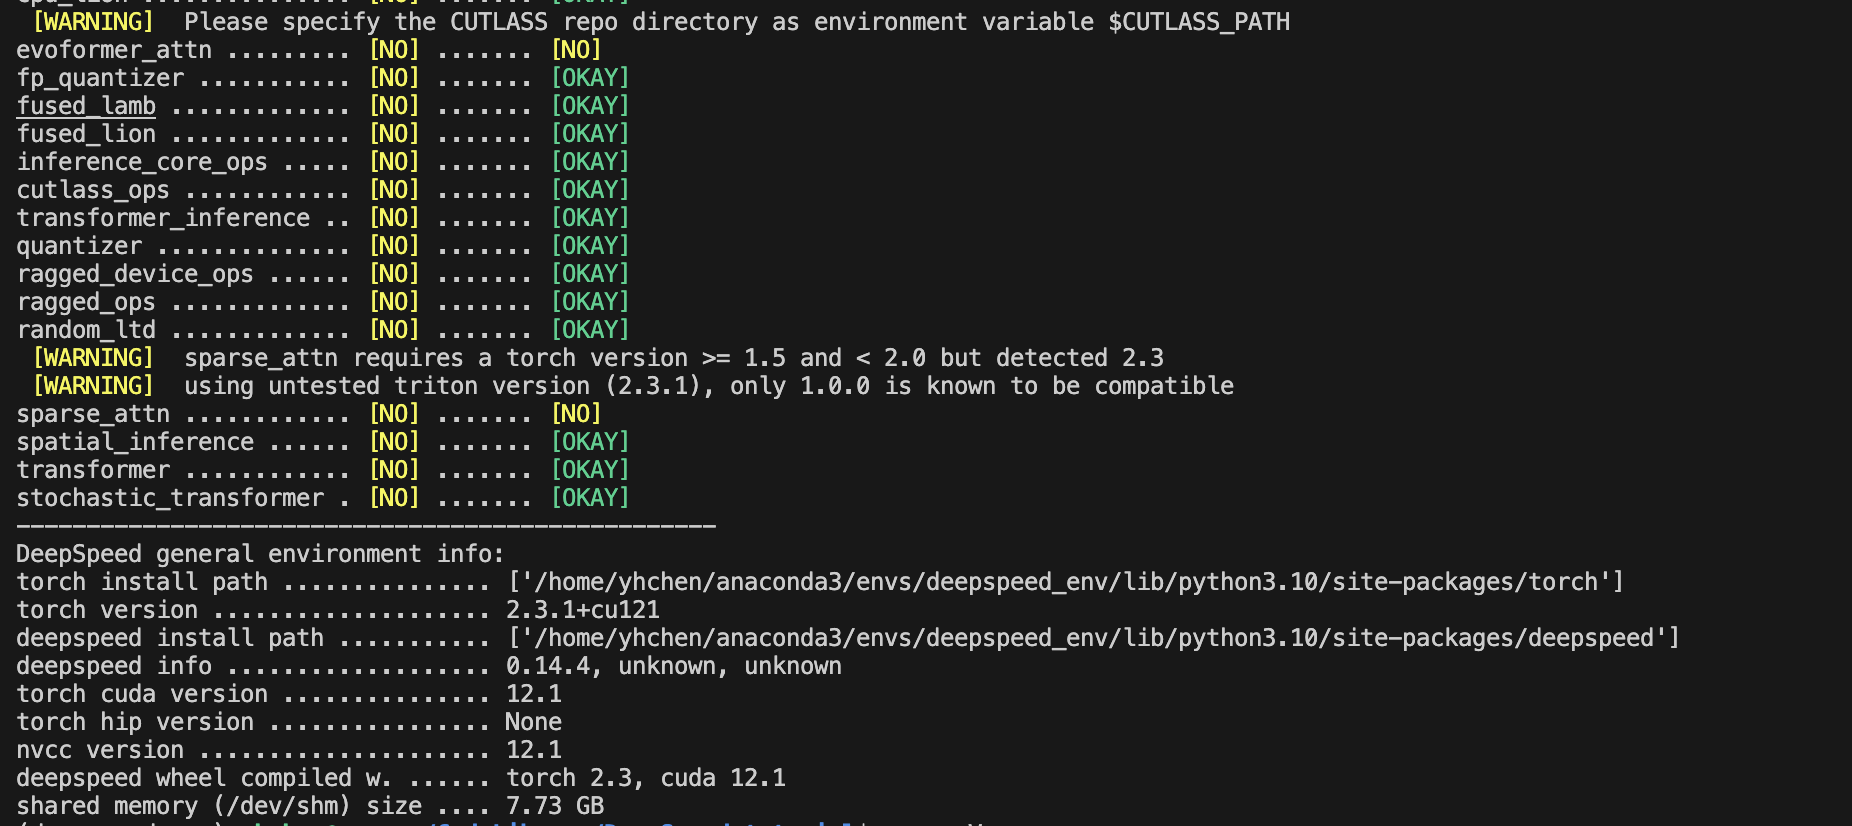 [WARNING]  Please specify the CUTLASS repo directory as environment variable $CUTLASS_PATH
evoformer_attn ......... [NO] ....... [NO]
fp_quantizer ........... [NO] ....... [OKAY]
fused_lamb ............. [NO] ....... [OKAY]
fused_lion ............. [NO] ....... [OKAY]
inference_core_ops ..... [NO] ....... [OKAY]
cutlass_ops ............ [NO] ....... [OKAY]
transformer_inference .. [NO] ....... [OKAY]
quantizer .............. [NO] ....... [OKAY]
ragged_device_ops ...... [NO] ....... [OKAY]
ragged_ops ............. [NO] ....... [OKAY]
random_ltd ............. [NO] ....... [OKAY]
[WARNING]  sparse_attn requires a torch version >= 1.5 and < 2.0 but detected 2.3
[WARNING]  using untested triton version (2.3.1), only 1.0.0 is known to be compatible
sparse_attn ............ [NO] ....... [NO]
spatial_inference ...... [NO] ....... [OKAY]
transformer ............ [NO] ....... [OKAY]
stochastic_transformer . [NO] ....... [OKAY]
--------------------------------------------------
DeepSpeed general environment info:
torch install path ............... ['/home/yhchen/anaconda3/envs/deepspeed_env/lib/python3.10/site-packages/torch']
torch version .................... 2.3.1+cu121
deepspeed install path ........... ['/home/yhchen/anaconda3/envs/deepspeed_env/lib/python3.10/site-packages/deepspeed']
deepspeed info ................... 0.14.4, unknown, unknown
torch cuda version ............... 12.1
torch hip version ................ None
nvcc version ..................... 12.1
deepspeed wheel compiled w. ...... torch 2.3, cuda 12.1
shared memory (/dev/shm) size .... 7.73 GB